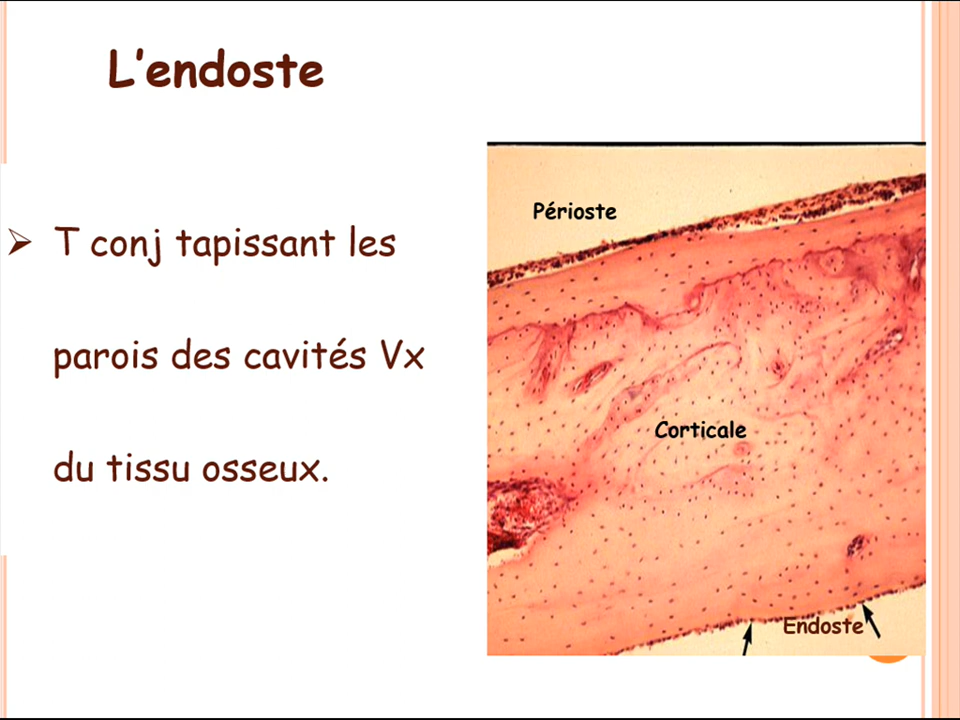 L'endoste
➢ T conj tapissant les
parois des cavités Vx
du tissu osseux.
Périoste
Corticale
Endoste